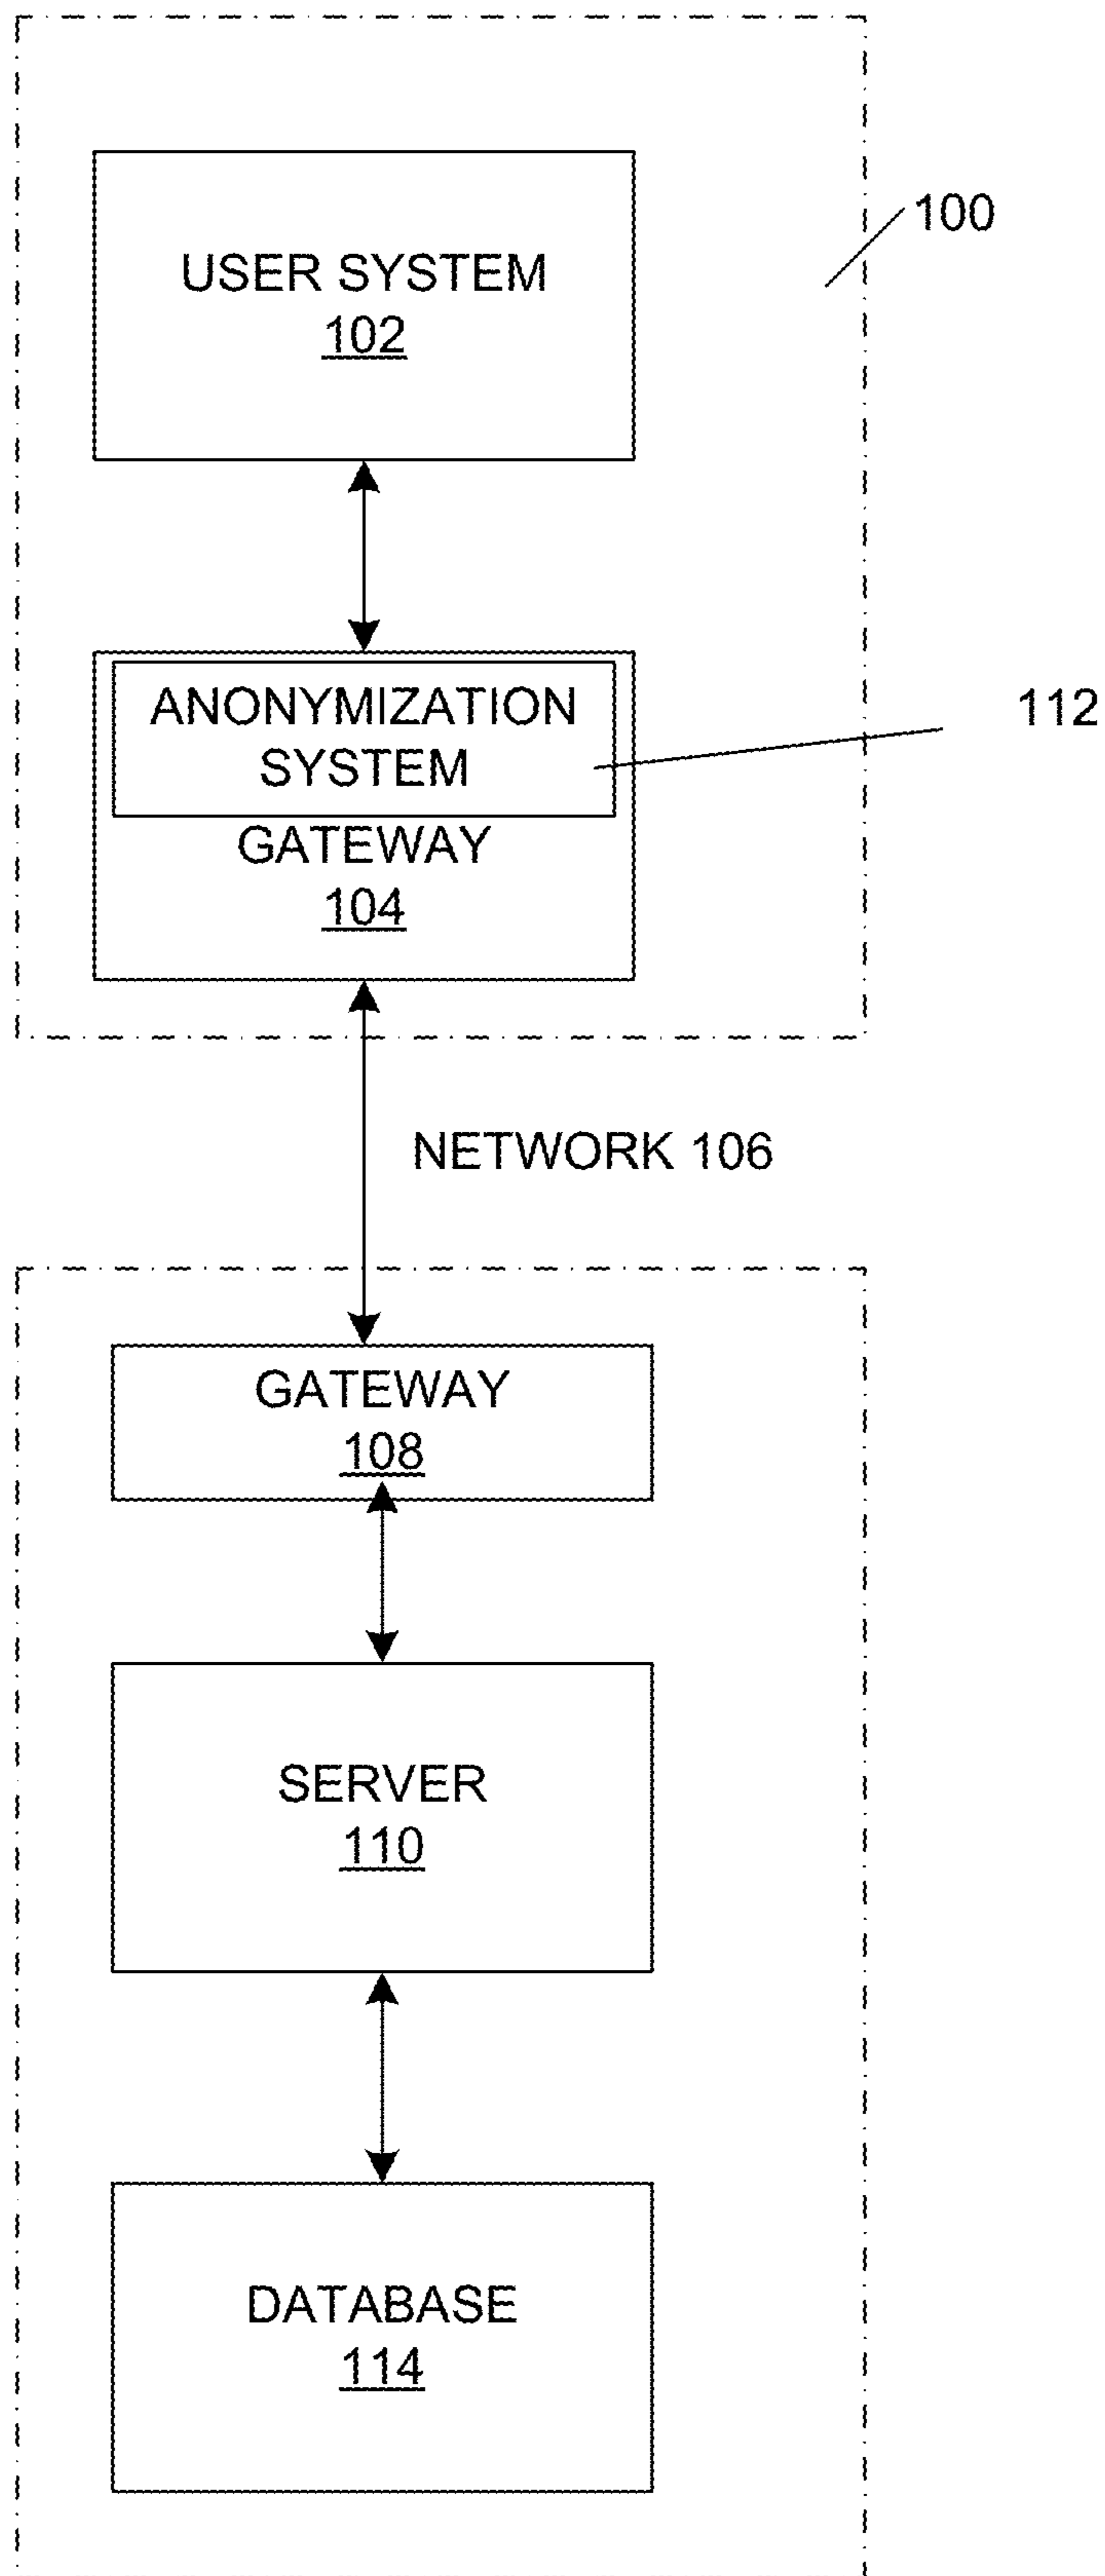 100
USER SYSTEM
102
ANONYMIZATION
SYSTEM
112
GATEWAY
104
NETWORK 106
GATEWAY
108
SERVER
110
DATABASE
114